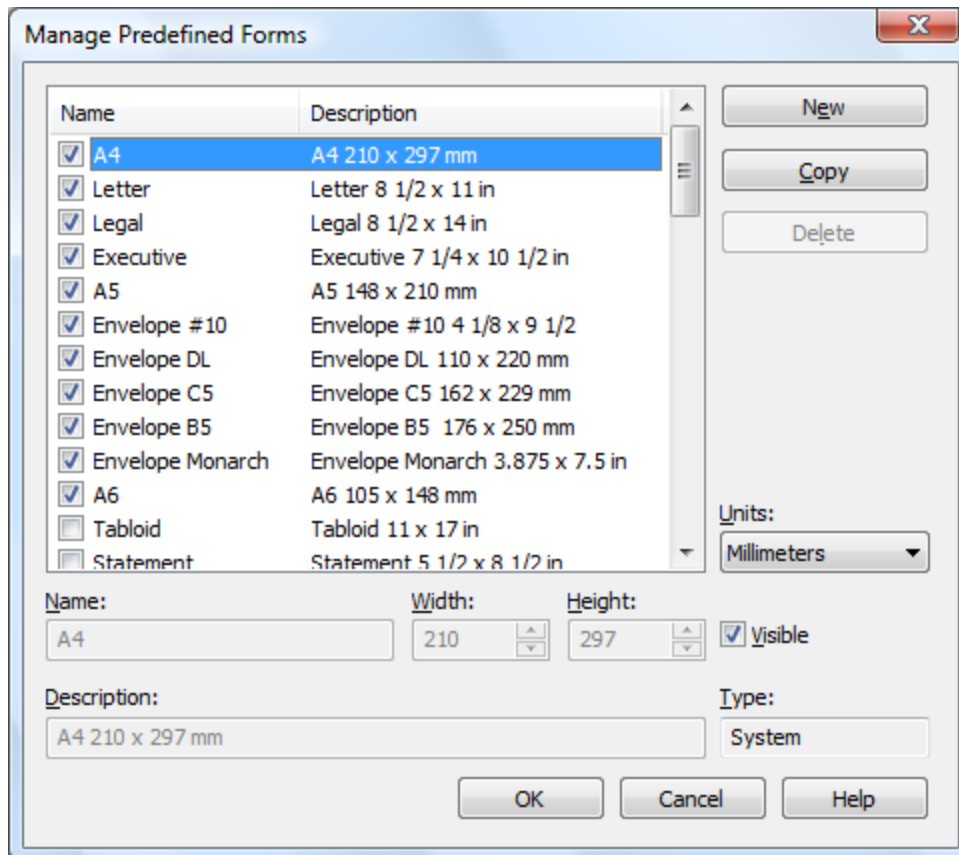 Manage Predefined Forms
Name Description
A4 A4 210 x 297 mm
Letter Letter 8 1/2 x 11 in
Legal Legal 8 1/2 x 14 in
Executive Executive 7 1/4 x 10 1/2 in
A5 A5 148 x 210 mm
Envelope #10 Envelope #10 4 1/8 x 9 1/2
Envelope DL Envelope DL 110 x 220 mm
Envelope C5 Envelope C5 162 x 229 mm
Envelope B5 Envelope B5  176 x 250 mm
Envelope Monarch Envelope Monarch 3.875 x 7.5 in
A6 A6 105 x 148 mm
Tabloid Tabloid 11 x 17 in
Statement Statement 5 1/2 x 8 1/2 in
New
Copy
Delete
Units:
Millimeters
Name: Width: Height:
A4 210 297 Visible
Description: Type:
A4 210 x 297 mm System
OK Cancel Help